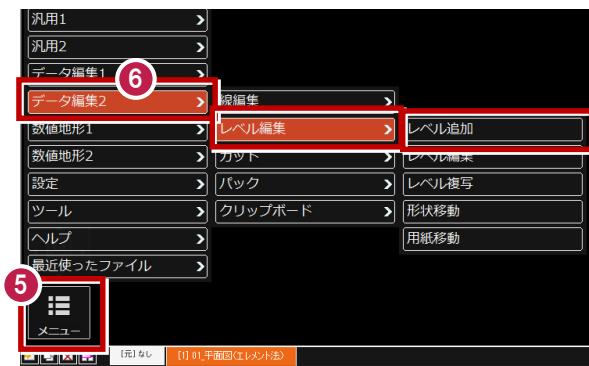 汎用1
汎用2
データ編集1
6
データ編集2
線編集
数値地形1
レベル編集
レベル追加
数値地形2
カット
レベル編集
設定
パック
レベル複写
ツール
クリップボード
形状移動
ヘルプ
用紙移動
最近使ったファイル
5
メニュー
[元] なし
[1] 01_平面図(エレメント法)